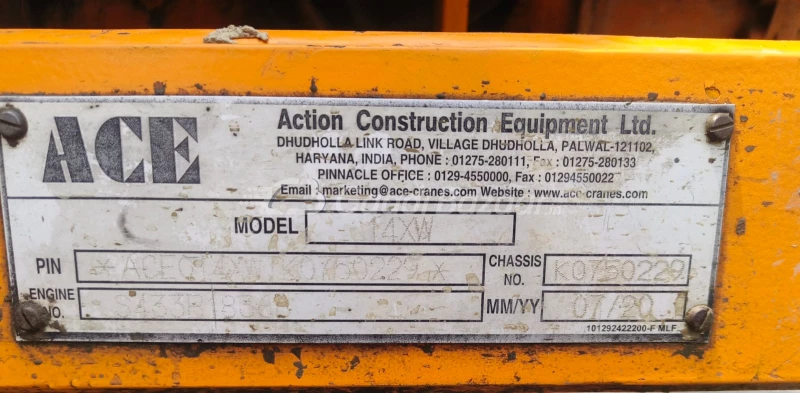 ACE
Action Construction Equipment Ltd.
DHUDHOLLA LINK ROAD, VILLAGE DHUDHOLLA, PALWAL-121102,
HARYANA, INDIA, PHONE : 01275-280111, Fax : 01275-280133
PINNACLE OFFICE : 0129-4550000, Fax : 01294550022
Email : marketing@ace-cranes.com Website : www.ace-cranes.com
MODEL 14XW
PIN
CHASSIS NO. K0750229
ENGINE NO.
MM/YY 07/20
101292422200-F MLF